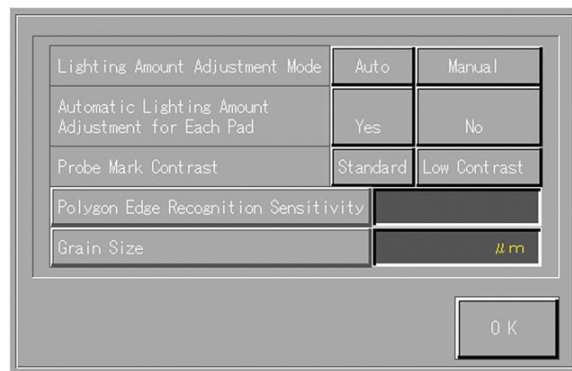 Lighting Amount Adjustment Mode Auto Manual
Automatic Lighting Amount
Adjustment for Each Pad Yes No
Probe Mark Contrast Standard Low Contrast
Polygon Edge Recognition Sensitivity
Grain Size μm
OK